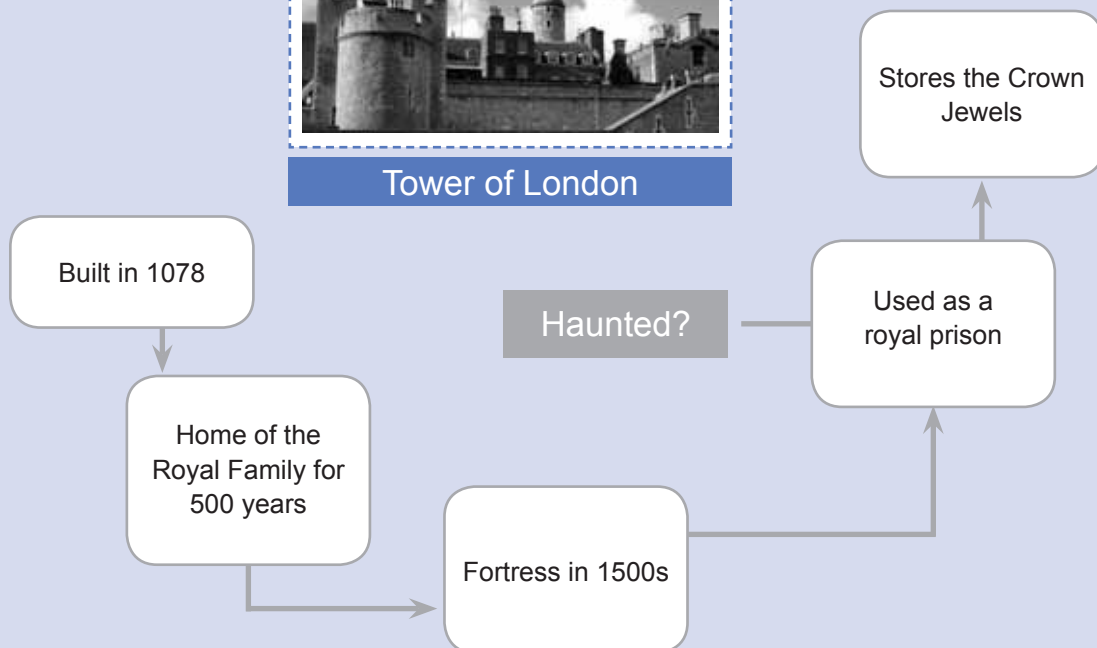 Tower of London
Built in 1078
Home of the
Royal Family for
500 years
Fortress in 1500s
Used as a
royal prison
Haunted?
Stores the Crown
Jewels